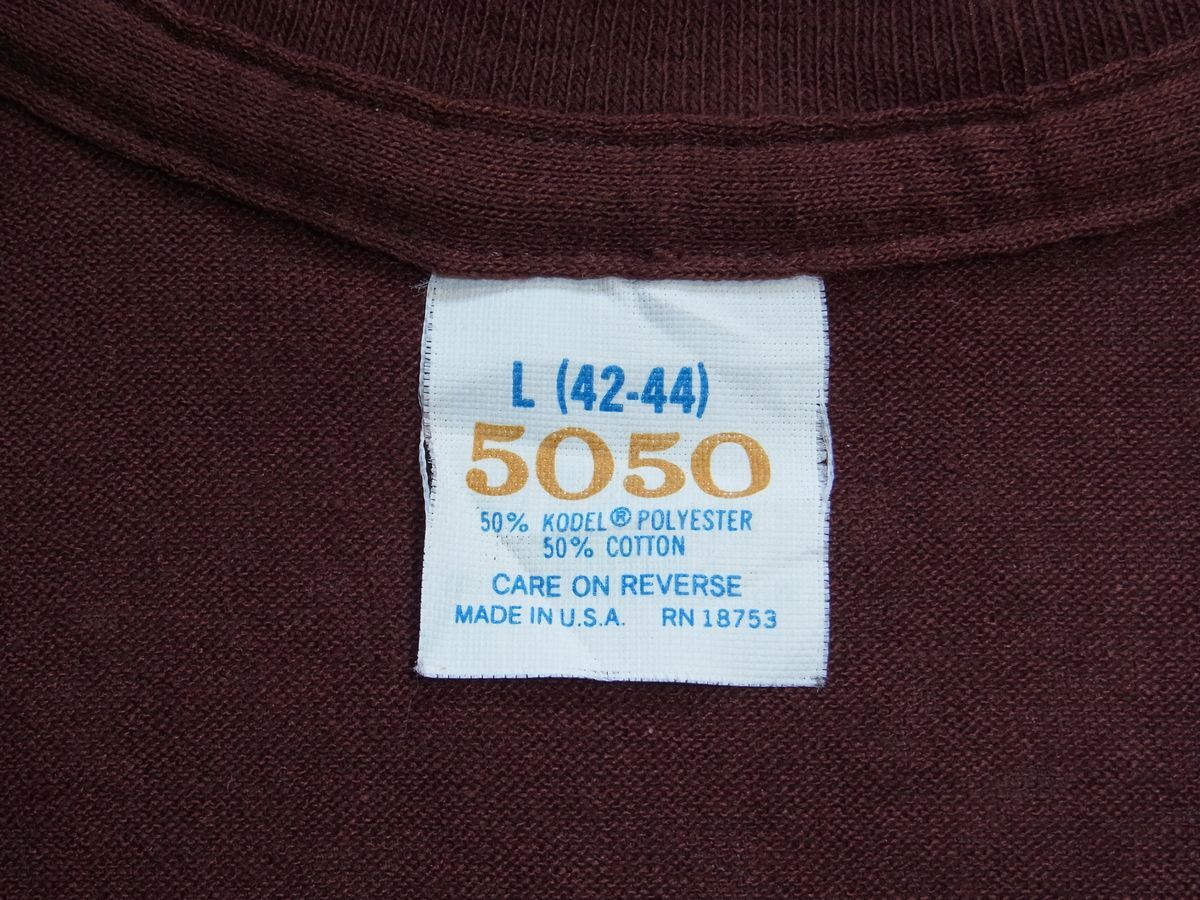 L (42-44)
5050
50% KODEL® POLYESTER
50% COTTON
CARE ON REVERSE
MADE IN U.S.A. RN 18753